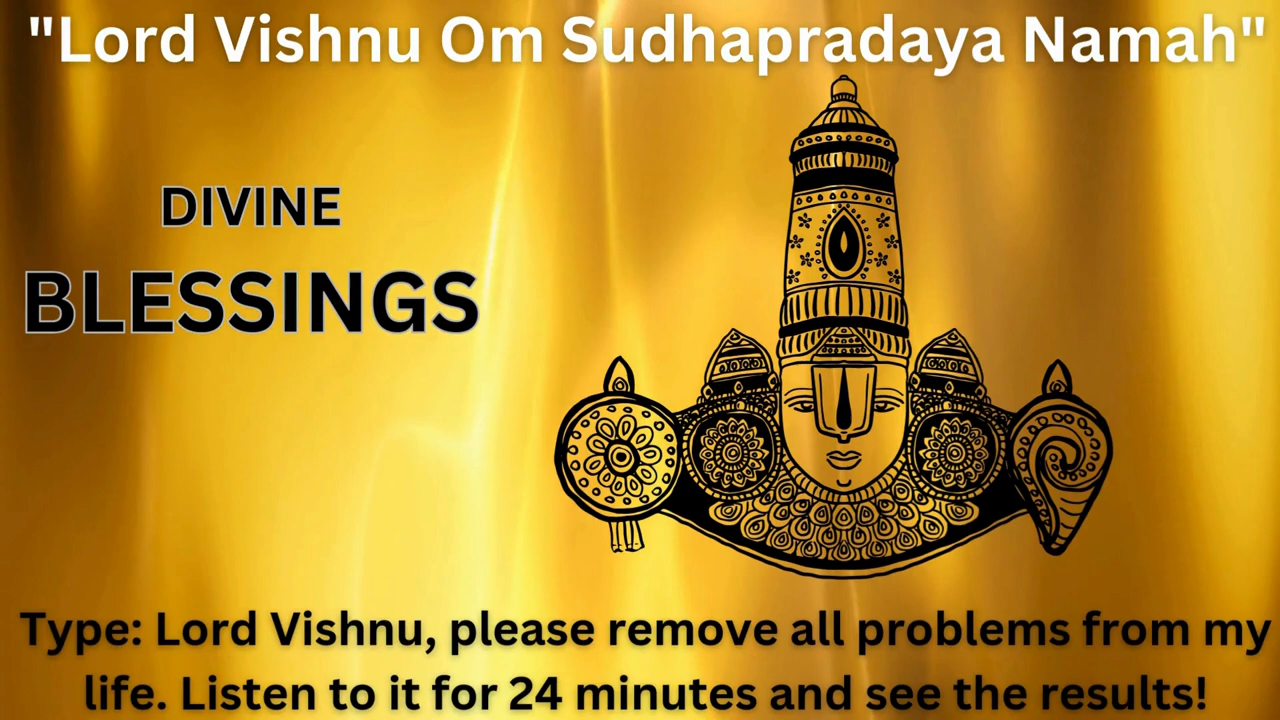 "Lord Vishnu Om Sudhapradaya Namah"
DIVINE
BLESSINGS
Type: Lord Vishnu, please remove all problems from my
life. Listen to it for 24 minutes and see the results!